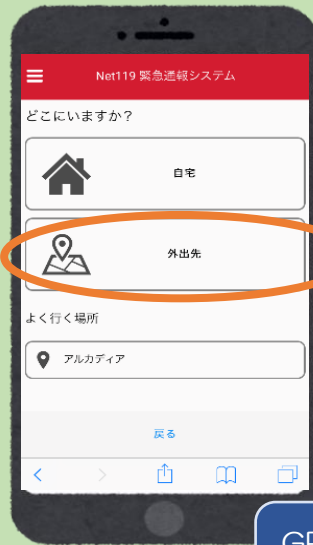 Net119 緊急通報システム
どこにいますか？
自宅
外出先
よく行く場所
アルカディア
戻る